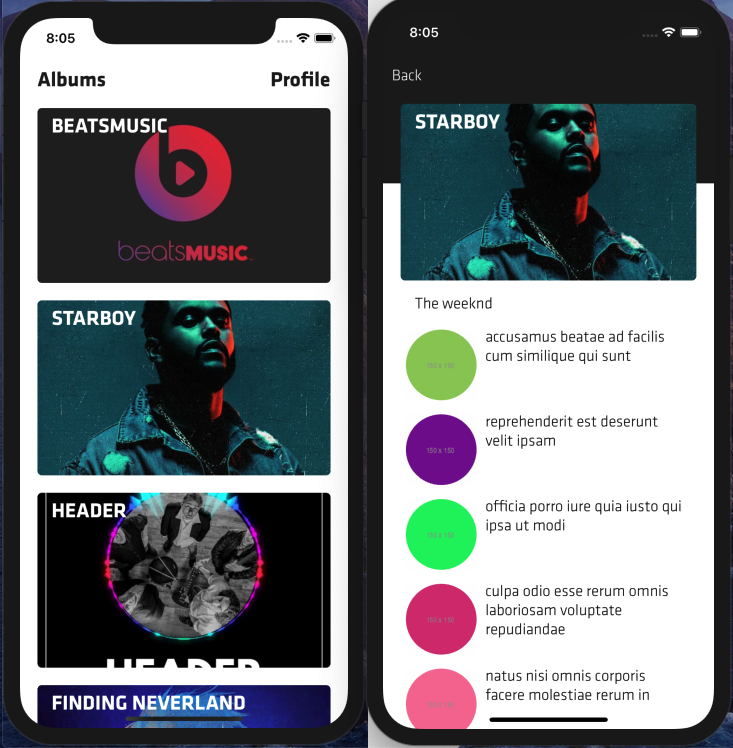 8:05
Albums
Profile
BEATSMUSIC
b
beatsMUSIC
STARBOY
HEADER
HEADER
FINDING NEVERLAND
8:05
Back
STARBOY
The weeknd
150 x 150
accusamus beatae ad facilis
cum similique qui sunt
150 x 150
reprehenderit est deserunt
velit ipsam
150 x 150
officia porro iure quia iusto qui
ipsa ut modi
150 x 150
culpa odio esse rerum omnis
laboriosam voluptate
repudiandae
150 x 150
natus nisi omnis corporis
facere molestiae rerum in